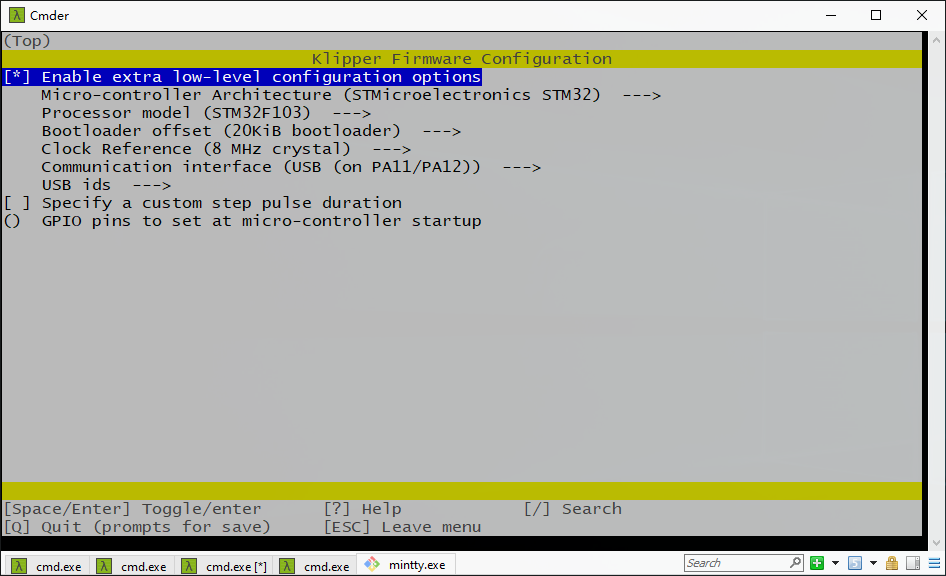 Cmder
(Top)
Klipper Firmware Configuration
[*] Enable extra low-level configuration options
Micro-controller Architecture (STMicroelectronics STM32) --->
Processor model (STM32F103) --->
Bootloader offset (20KiB bootloader) --->
Clock Reference (8 MHz crystal) --->
Communication interface (USB (on PA11/PA12)) --->
USB ids --->
[ ] Specify a custom step pulse duration
() GPIO pins to set at micro-controller startup
[Space/Enter] Toggle/enter [?] Help [/] Search
[Q] Quit (prompts for save) [ESC] Leave menu
cmd.exe cmd.exe cmd.exe [*] cmd.exe mintty.exe Search